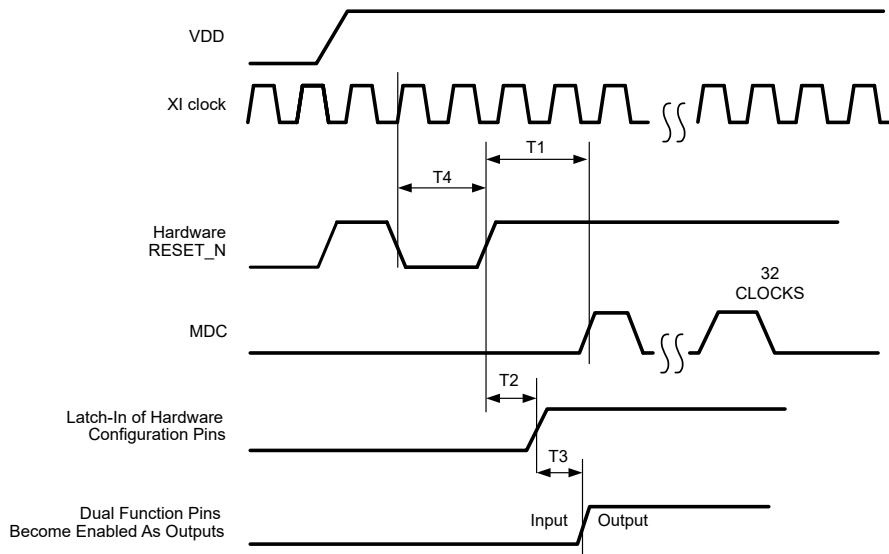 VDD
XI clock
T1
T4
Hardware
RESET_N
32
CLOCKS
MDC
T2
Latch-In of Hardware
Configuration Pins
T3
Dual Function Pins
Become Enabled As Outputs
Input
Output